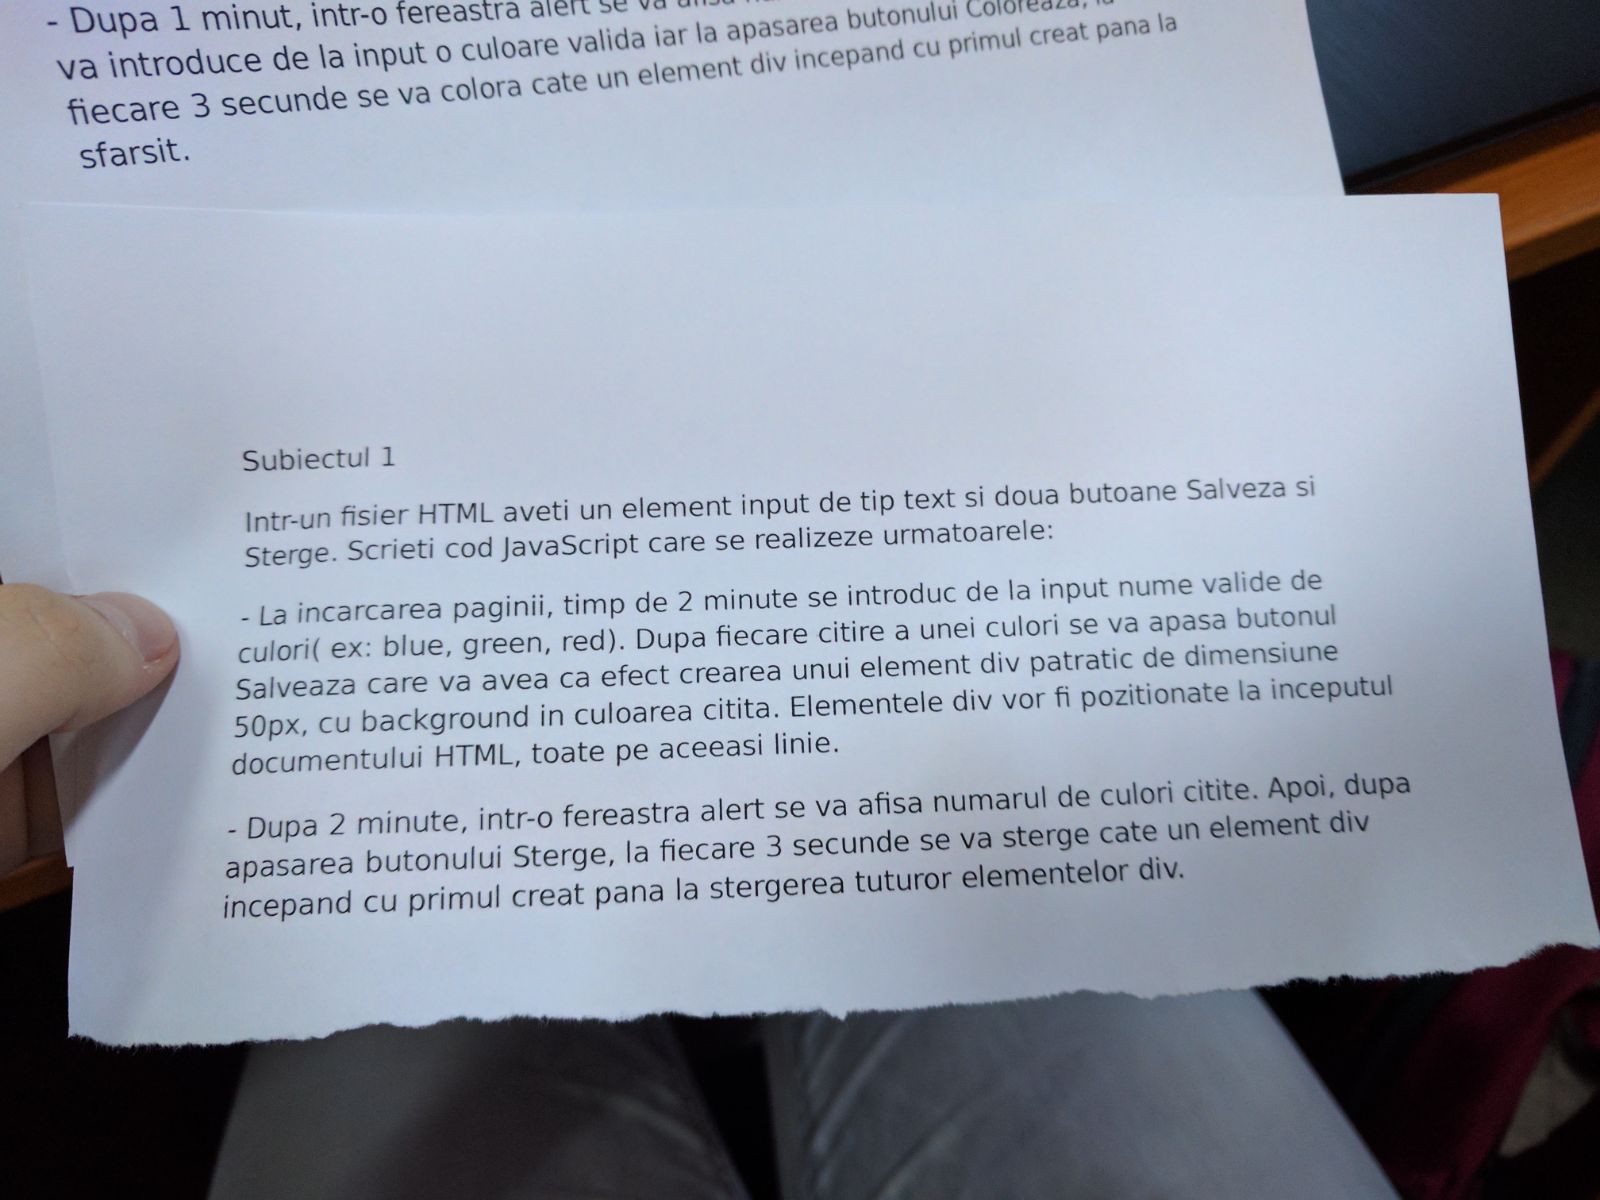 - Dupa 1 minut, intr-o fereastra alert se va
va introduce de la input o culoare valida iar la apasarea butonului Coloreaza, la
fiecare 3 secunde se va colora cate un element div incepand cu primul creat pana la
sfarsit.
Subiectul 1
Intr-un fisier HTML aveti un element input de tip text si doua butoane Salveza si
Sterge. Scrieti cod JavaScript care se realizeze urmatoarele:
- La incarcarea paginii, timp de 2 minute se introduc de la input nume valide de
culori( ex: blue, green, red). Dupa fiecare citire a unei culori se va apasa butonul
Salveaza care va avea ca efect crearea unui element div patratic de dimensiune
50px, cu background in culoarea citita. Elementele div vor fi pozitionate la inceputul
documentului HTML, toate pe aceeasi linie.
- Dupa 2 minute, intr-o fereastra alert se va afisa numarul de culori citite. Apoi, dupa
apasarea butonului Sterge, la fiecare 3 secunde se va sterge cate un element div
incepand cu primul creat pana la stergerea tuturor elementelor div.